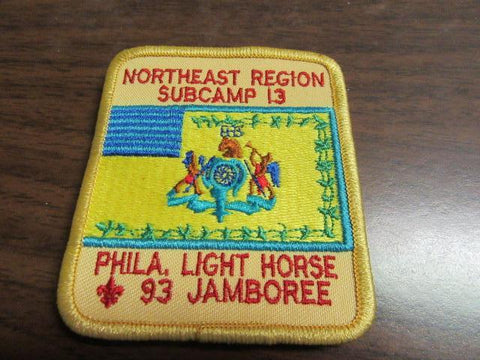 NORTHEAST REGION
SUBCAMP 13
PHILA, LIGHT HORSE
93 JAMBOREE